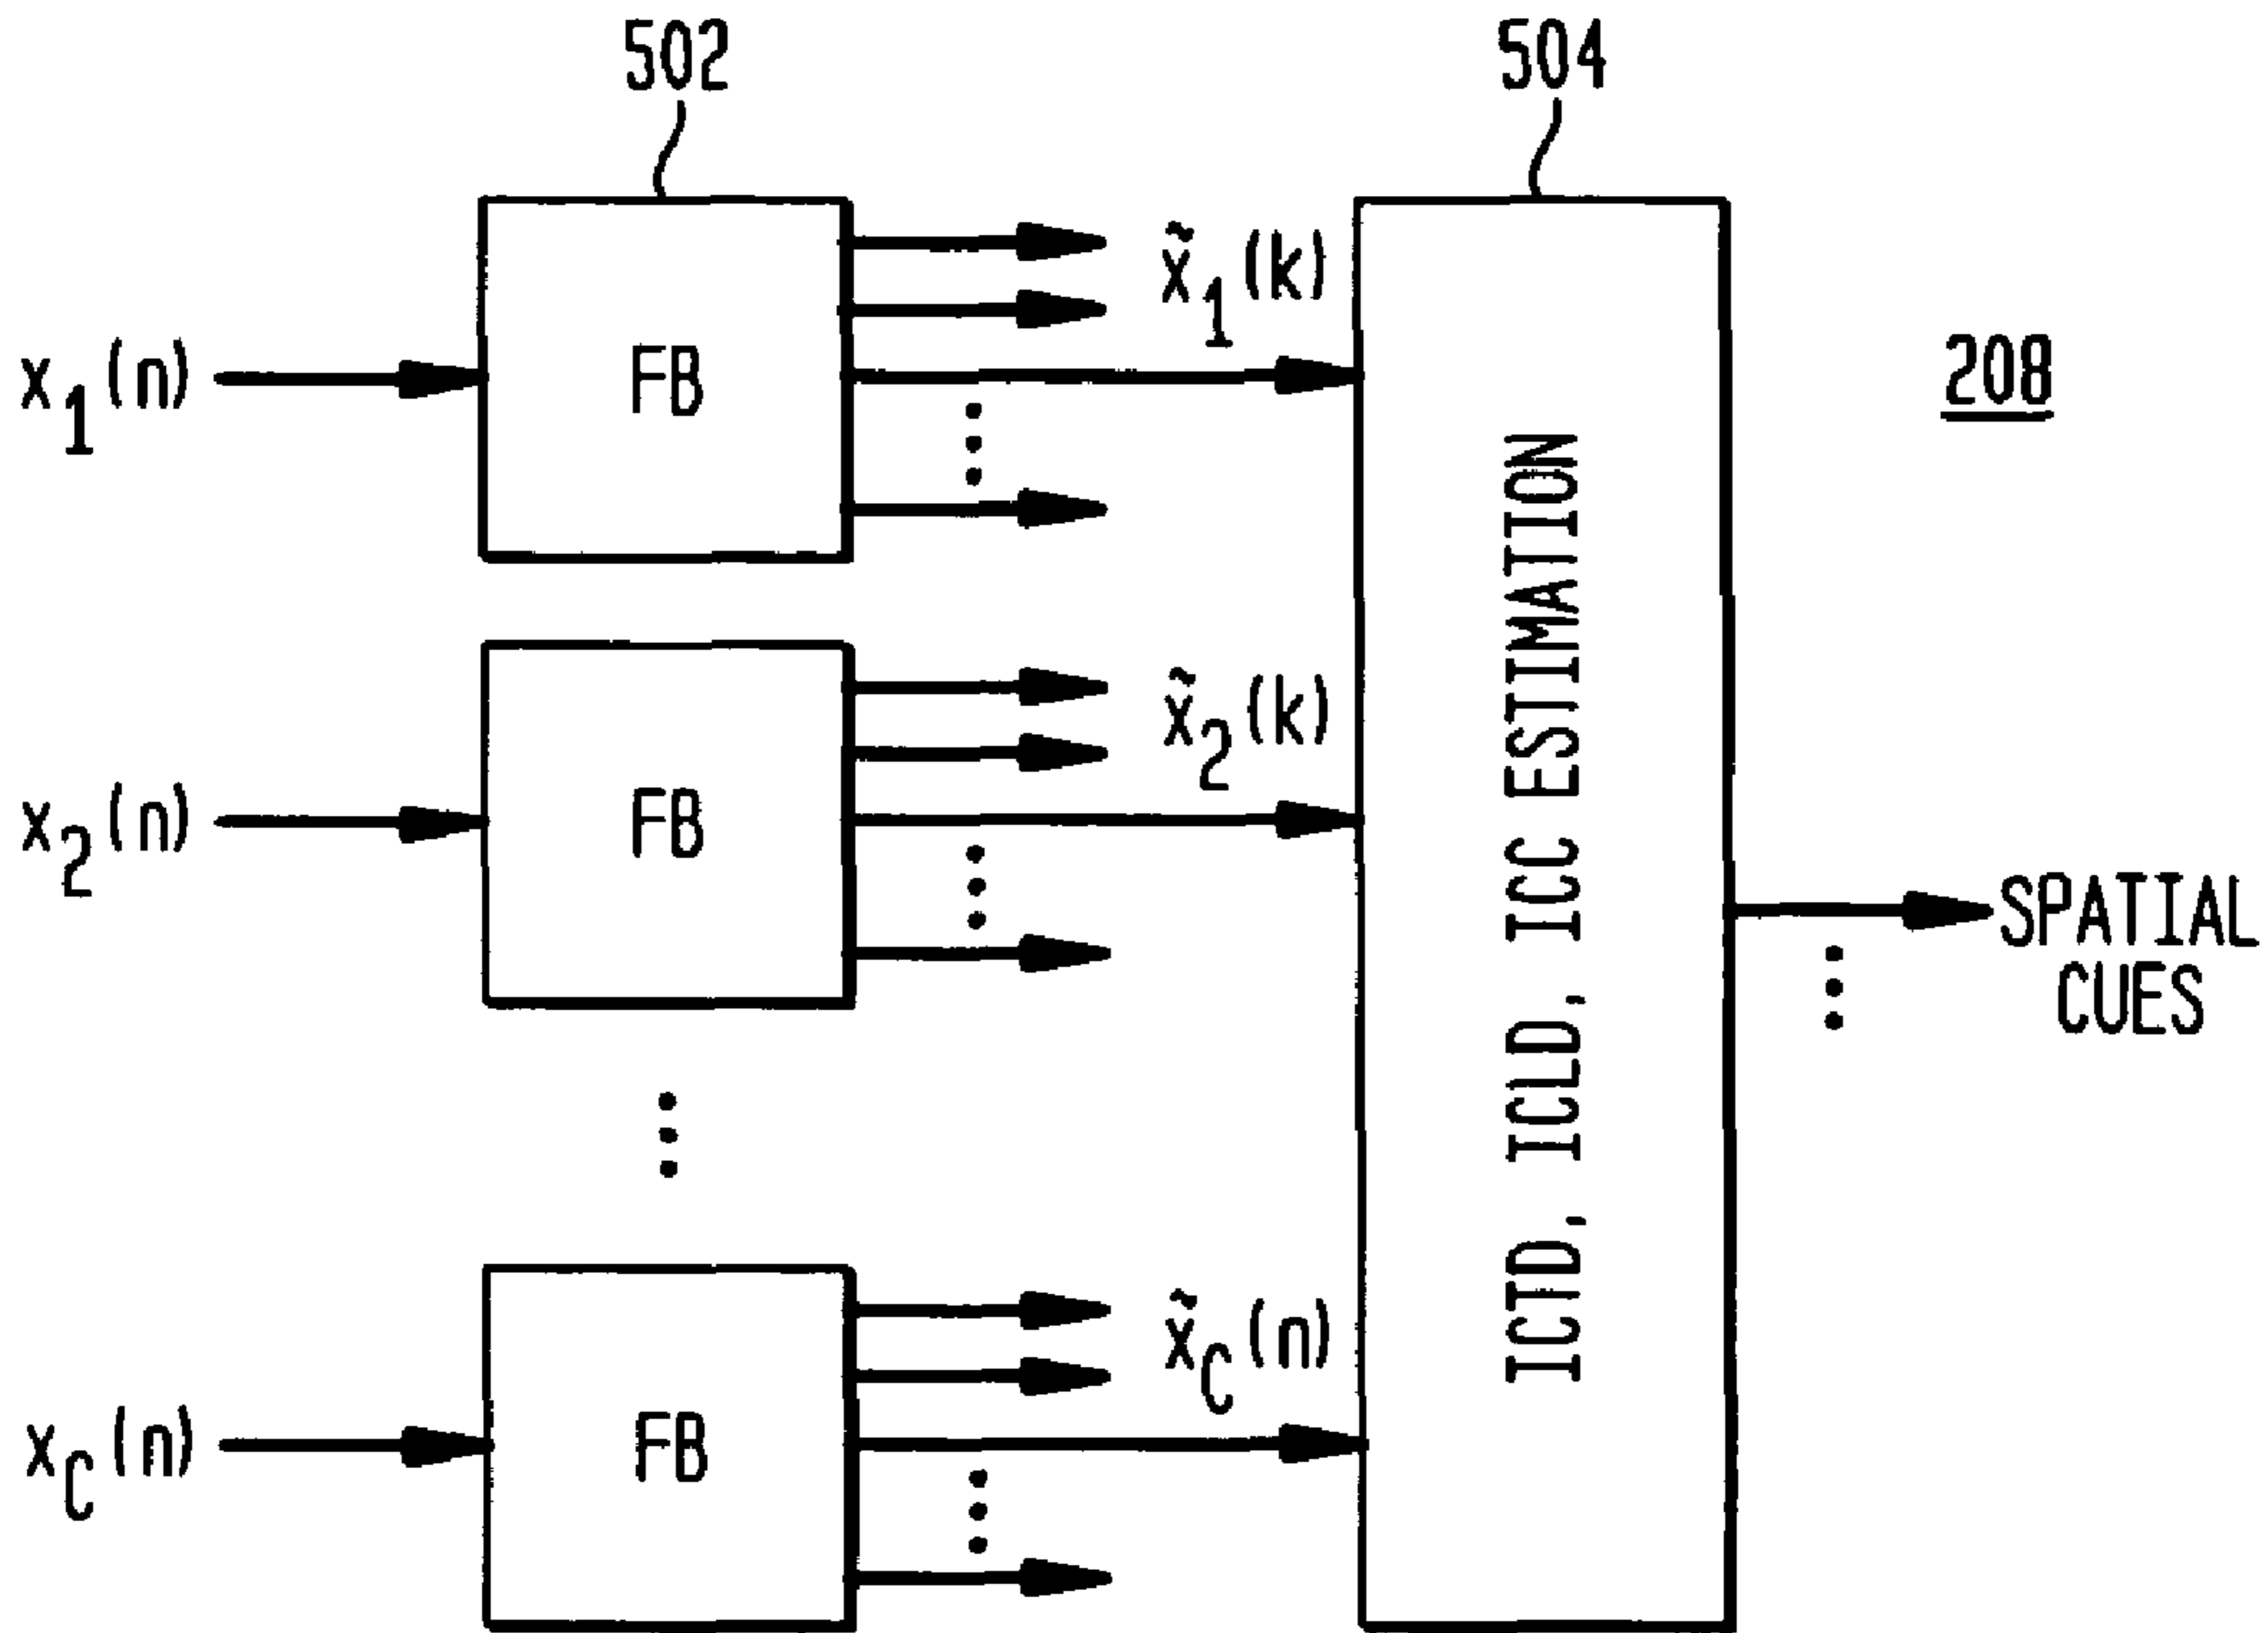 502
504
x̃₁(k)
x₁(n)
FB
208
x̃₂(k)
x₂(n)
FB
ICTD, ICLD, ICC ESTIMATION
SPATIAL
CUES
x̃C(n)
xC(n)
FB